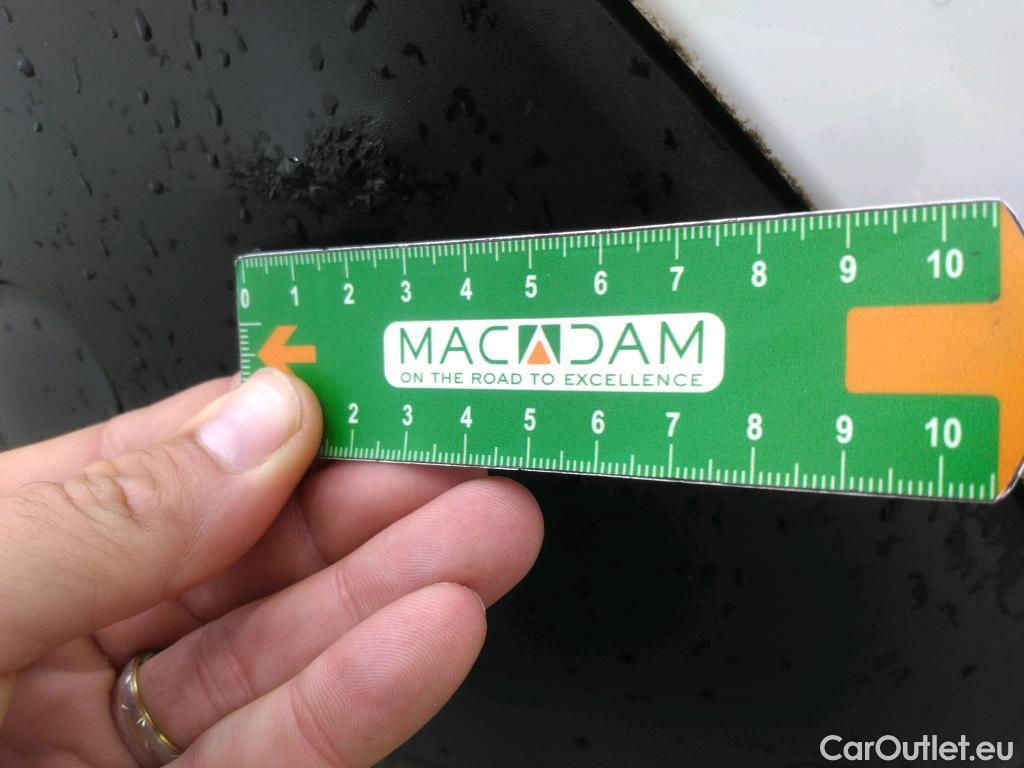 0 1 2 3 4 5 6 7 8 9 10
MACADAM
ON THE ROAD TO EXCELLENCE
2 3 4 5 6 7 8 9 10
CarOutlet.eu